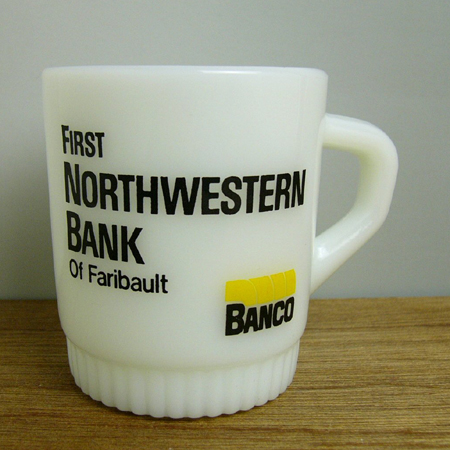 FIRST
NORTHWESTERN
BANK
Of Faribault
BANCO